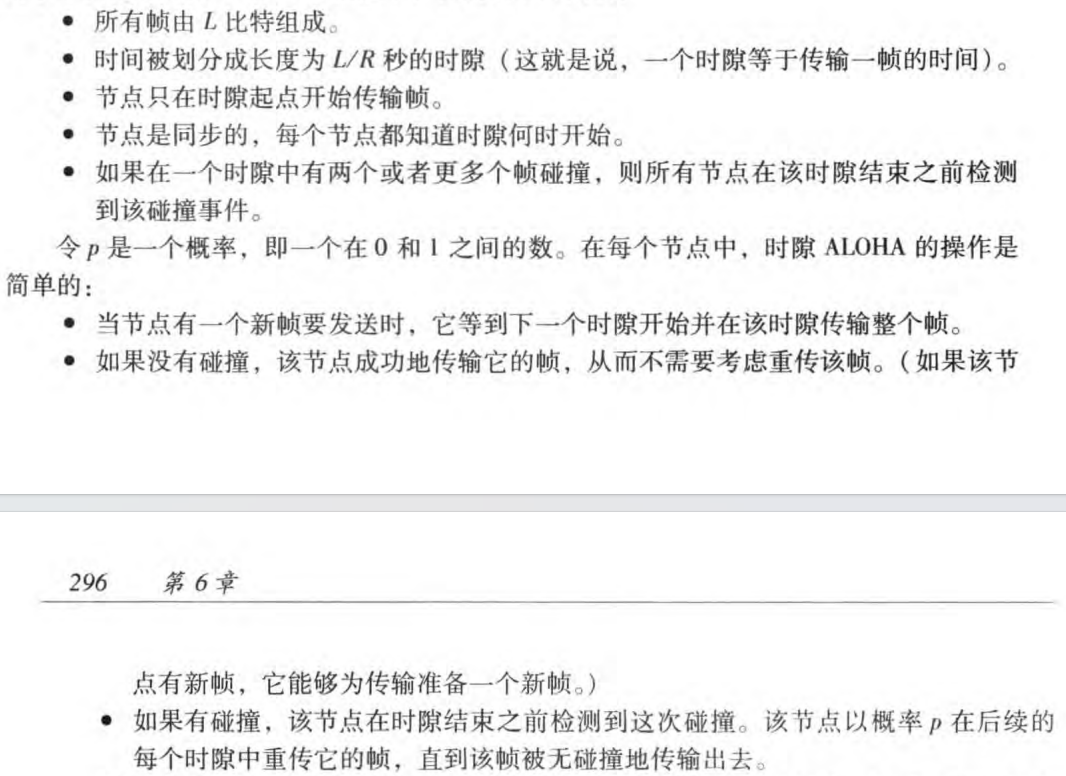 ● 所有帧由 L 比特组成。
● 时间被划分成长度为 L/R 秒的时隙（这就是说，一个时隙等于传输一帧的时间）。
● 节点只在时隙起点开始传输帧。
● 节点是同步的，每个节点都知道时隙何时开始。
● 如果在一个时隙中有两个或者更多个帧碰撞，则所有节点在该时隙结束之前检测
到该碰撞事件。
令 p 是一个概率，即一个在 0 和 1 之间的数。在每个节点中，时隙 ALOHA 的操作是
简单的：
● 当节点有一个新帧要发送时，它等到下一个时隙开始并在该时隙传输整个帧。
● 如果没有碰撞，该节点成功地传输它的帧，从而不需要考虑重传该帧。（如果该节
296 第 6 章
点有新帧，它能够为传输准备一个新帧。）
● 如果有碰撞，该节点在时隙结束之前检测到这次碰撞。该节点以概率 p 在后续的
每个时隙中重传它的帧，直到该帧被无碰撞地传输出去。